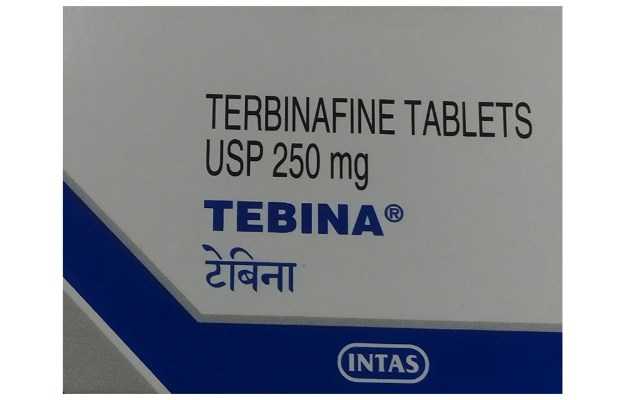 TERBINAFINE TABLETS
USP 250 mg
TEBINA®
टेबिना
INTAS